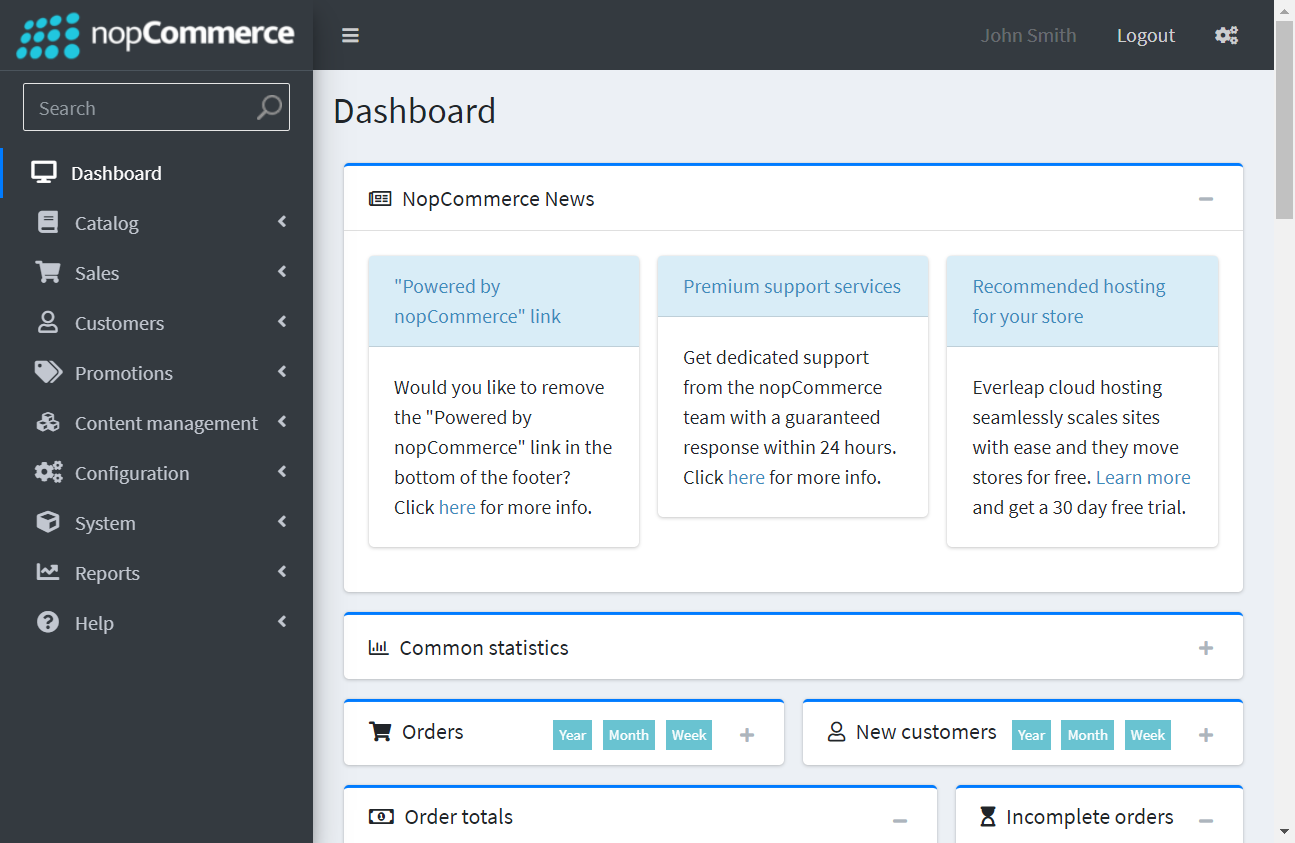 nopCommerce
John Smith
Logout
Search
Dashboard
Catalog
Sales
Customers
Promotions
Content management
Configuration
System
Reports
Help
Dashboard
NopCommerce News
"Powered by
nopCommerce" link
Would you like to remove
the "Powered by
nopCommerce" link in the
bottom of the footer?
Click here for more info.
Premium support services
Get dedicated support
from the nopCommerce
team with a guaranteed
response within 24 hours.
Click here for more info.
Recommended hosting
for your store
Everleap cloud hosting
seamlessly scales sites
with ease and they move
stores for free. Learn more
and get a 30 day free trial.
Common statistics
Orders
Year
Month
Week
New customers
Year
Month
Week
Order totals
Incomplete orders